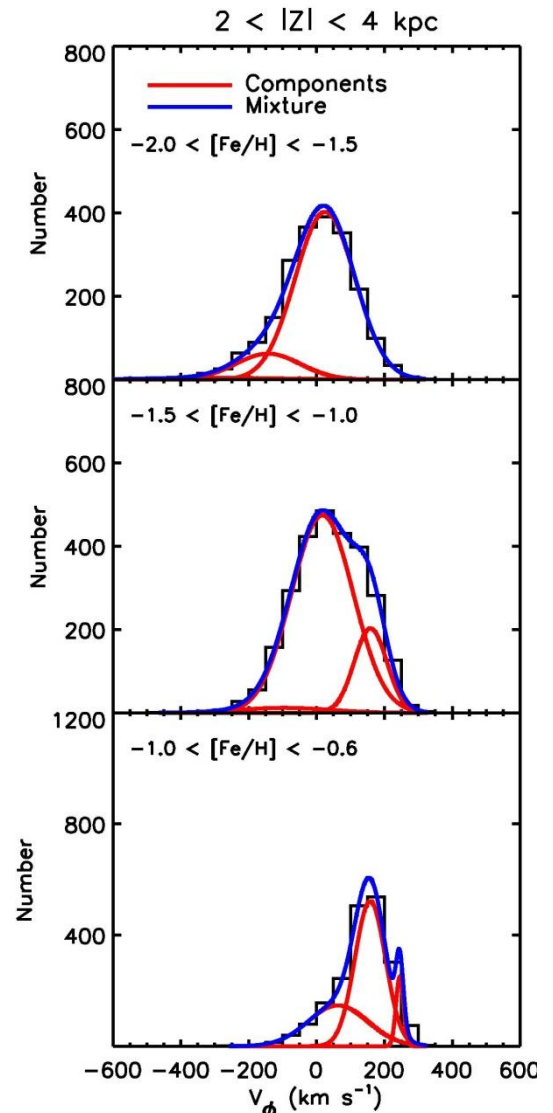 2 < |Z| < 4 kpc
800
Components
Mixture
600
−2.0 < [Fe/H] < −1.5
Number
400
200
800
−1.5 < [Fe/H] < −1.0
600
Number
400
200
1200
−1.0 < [Fe/H] < −0.6
800
Number
400
−600 −400 −200 0 200 400 600
Vϕ (km s⁻¹)